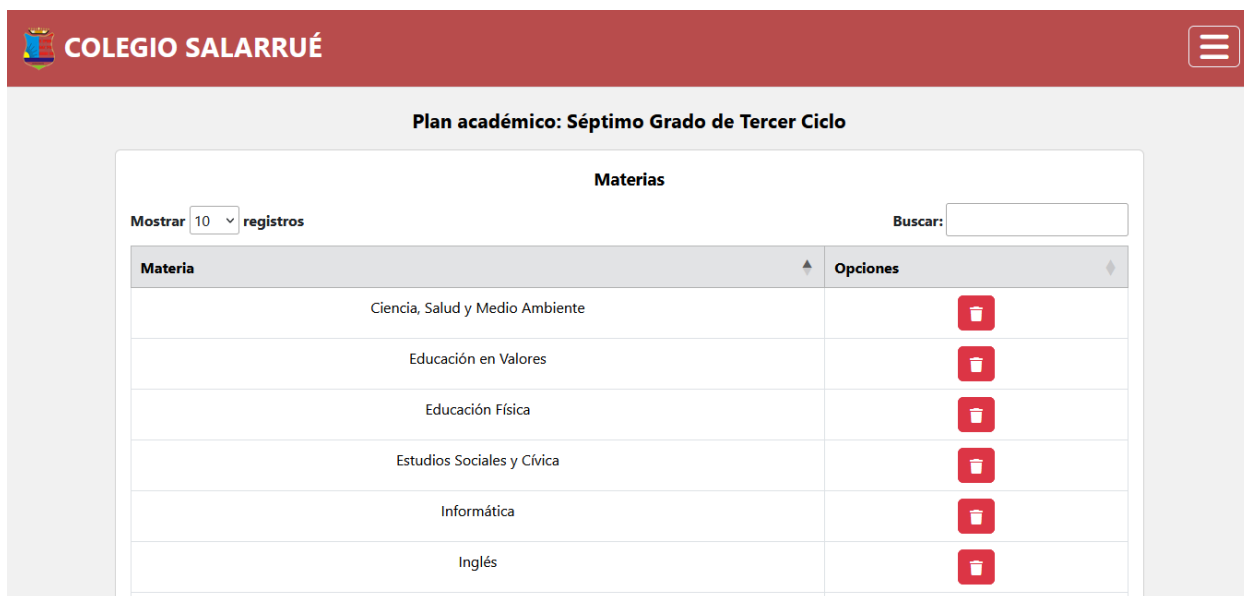 COLEGIO SALARRUÉ
Plan académico: Séptimo Grado de Tercer Ciclo
Materias
Mostrar 10 registros Buscar:
Materia Opciones
Ciencia, Salud y Medio Ambiente
Educación en Valores
Educación Física
Estudios Sociales y Cívica
Informática
Inglés